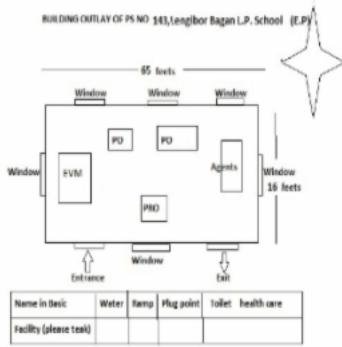 BUILDING OUTLAY OF PS NO 143,Lengibor Bagan L.P. School (E.P)
65 feets
Window Window Window
PO PO
Window EVM Agents Window
16 feets
PRO
Window
Entrance Exit
Name in Basic Water Ramp Plug point Toilet health care
Facility (please teak)